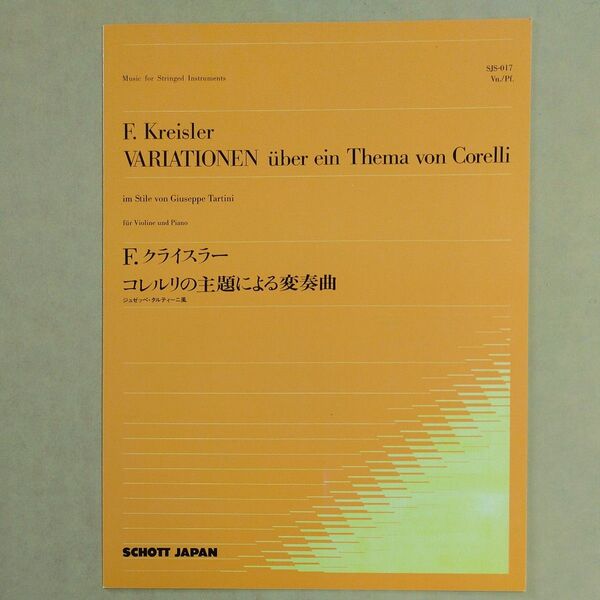 Music for Stringed Instruments
SJS-017
Vn./Pf.
F. Kreisler
VARIATIONEN über ein Thema von Corelli
im Stile von Giuseppe Tartini
für Violine und Piano
F. クライスラー
コレルリの主題による変奏曲
ジュゼッペ・タルティーニ風
SCHOTT JAPAN